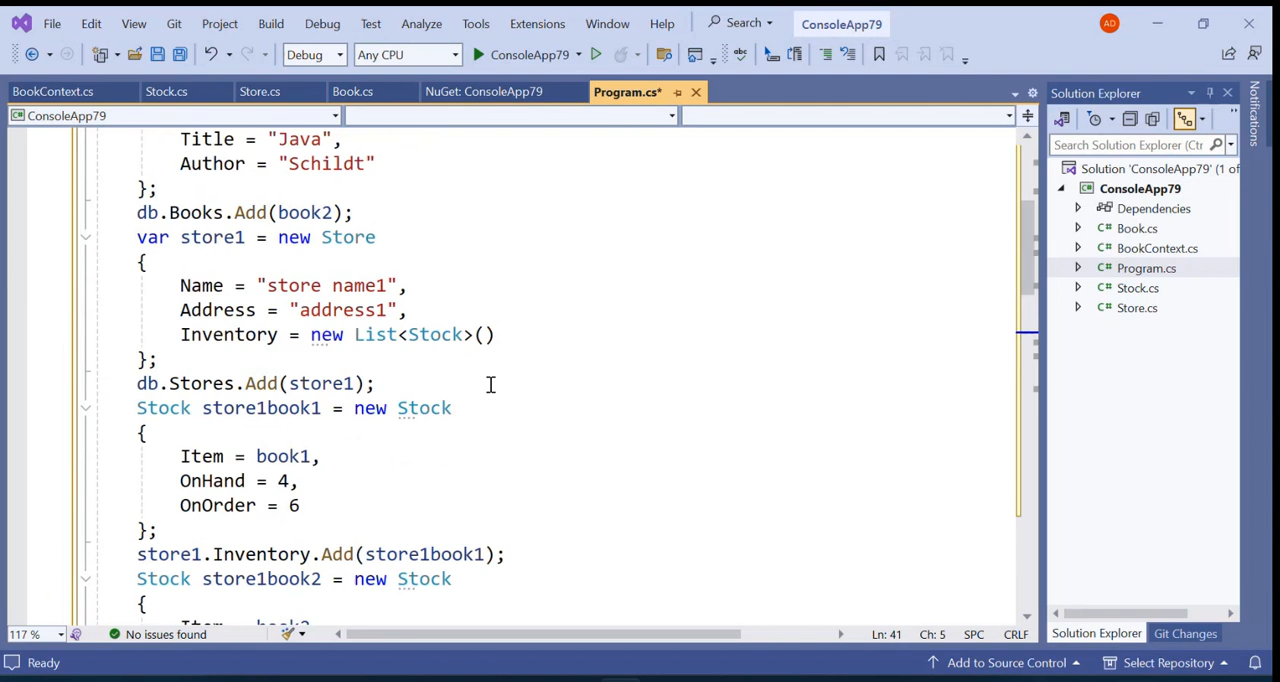 File Edit View Git Project Build Debug Test Analyze Tools Extensions Window Help Search ConsoleApp79 AD
Debug Any CPU ConsoleApp79 abc
BookContext.cs Stock.cs Store.cs Book.cs NuGet: ConsoleApp79 Program.cs*
ConsoleApp79
Title = "Java",
Author = "Schildt"
};
db.Books.Add(book2);
var store1 = new Store
{
Name = "store name1",
Address = "address1",
Inventory = new List<Stock>()
};
db.Stores.Add(store1);
Stock store1book1 = new Stock
{
Item = book1,
OnHand = 4,
OnOrder = 6
};
store1.Inventory.Add(store1book1);
Stock store1book2 = new Stock
{
117 % No issues found Ln: 41 Ch: 5 SPC CRLF
Solution Explorer
Search Solution Explorer (Ctr
Solution 'ConsoleApp79' (1 of
C# ConsoleApp79
Dependencies
C# Book.cs
C# BookContext.cs
C# Program.cs
C# Stock.cs
C# Store.cs
Solution Explorer Git Changes
Notifications
Ready Add to Source Control Select Repository